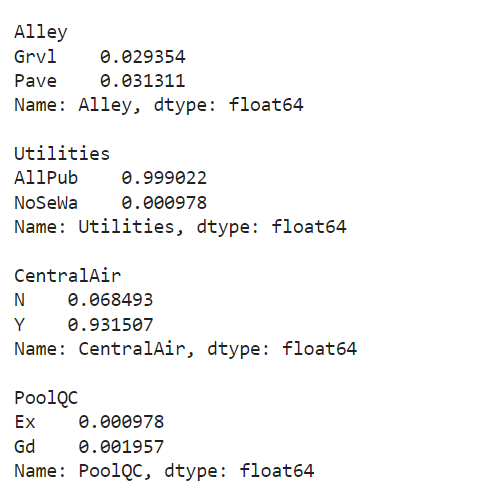 Alley
Grvl    0.029354
Pave    0.031311
Name: Alley, dtype: float64

Utilities
AllPub    0.999022
NoSeWa    0.000978
Name: Utilities, dtype: float64

CentralAir
N    0.068493
Y    0.931507
Name: CentralAir, dtype: float64

PoolQC
Ex    0.000978
Gd    0.001957
Name: PoolQC, dtype: float64